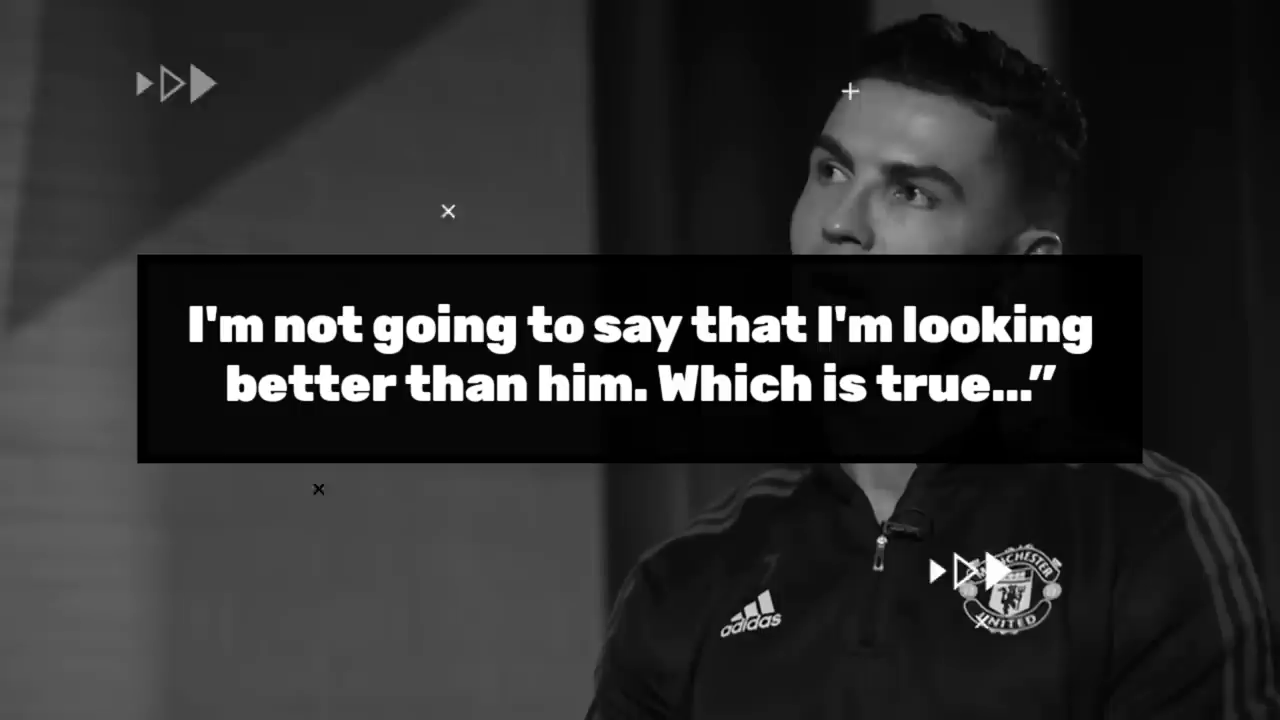 I'm not going to say that I'm looking
better than him. Which is true...”
adidas
MANCHESTER
UNITED